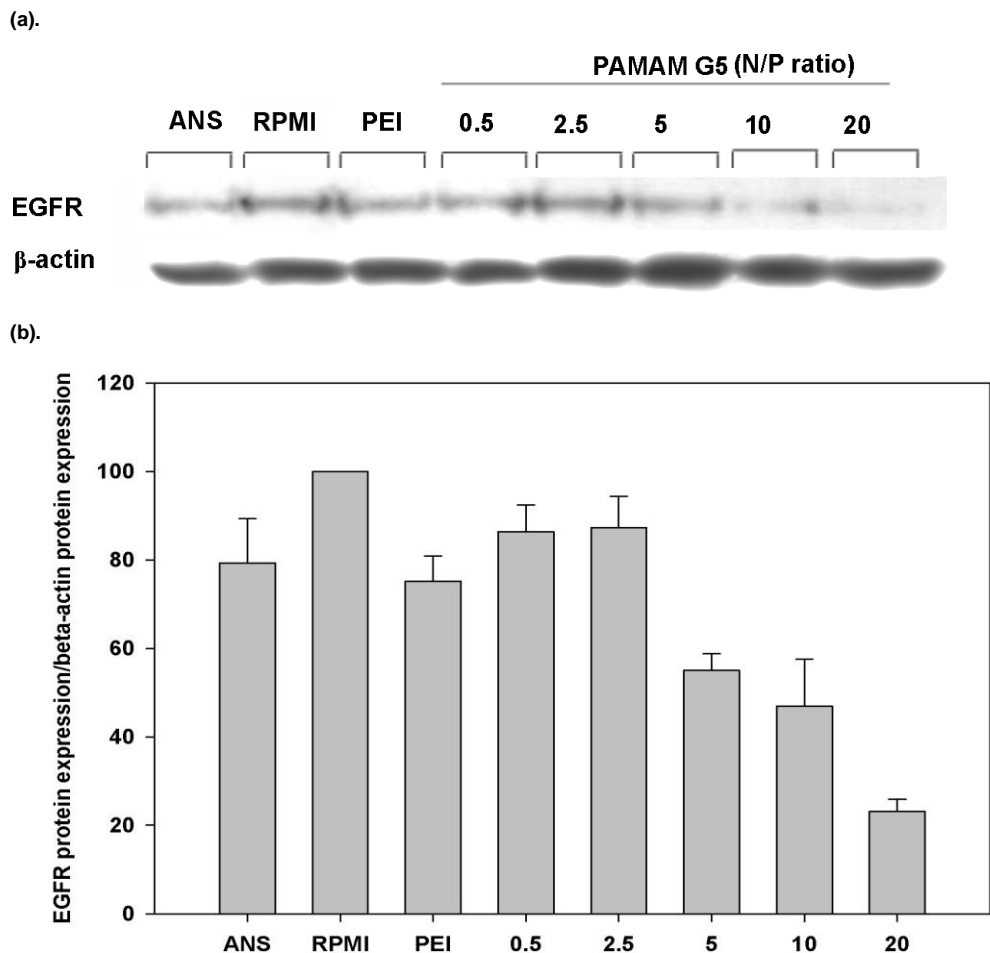 (a).
PAMAM G5 (N/P ratio)
ANS RPMI PEI 0.5 2.5 5 10 20
EGFR
β-actin
(b).
EGFR protein expression/beta-actin protein expression
120
100
80
60
40
20
0
ANS RPMI PEI 0.5 2.5 5 10 20